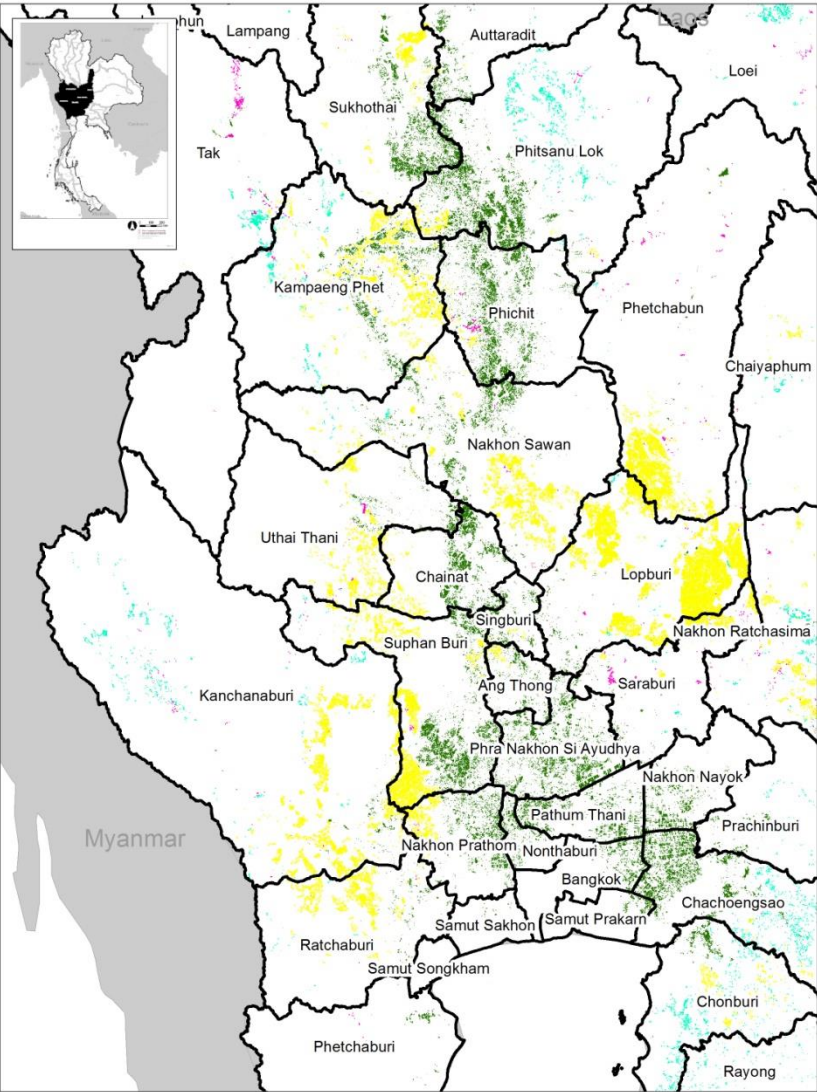 Laos
phun
Lampang
Auttaradit
Loei
Sukhothai
Tak
Phitsanu Lok
Kampaeng Phet
Phichit
Phetchabun
Chaiyaphum
Nakhon Sawan
Uthai Thani
Chainat
Lopburi
Singburi
Suphan Buri
Nakhon Ratchasima
Kanchanaburi
Ang Thong
Saraburi
Phra Nakhon Si Ayudhya
Nakhon Nayok
Pathum Thani
Prachinburi
Myanmar
Nakhon Prathom
Nonthaburi
Bangkok
Chachoengsao
Samut Sakhon
Samut Prakarn
Ratchaburi
Samut Songkham
Chonburi
Phetchaburi
Rayong